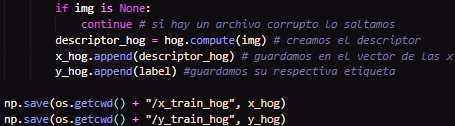 if img is None:
continue # si hay un archivo corrupto lo saltamos
descriptor_hog = hog.compute(img) # creamos el descriptor
x_hog.append(descriptor_hog) # guardamos en el vector de las x
y_hog.append(label) #guardamos su respectiva etiqueta
np.save(os.getcwd() + "/x_train_hog", x_hog)
np.save(os.getcwd() + "/y_train_hog", y_hog)